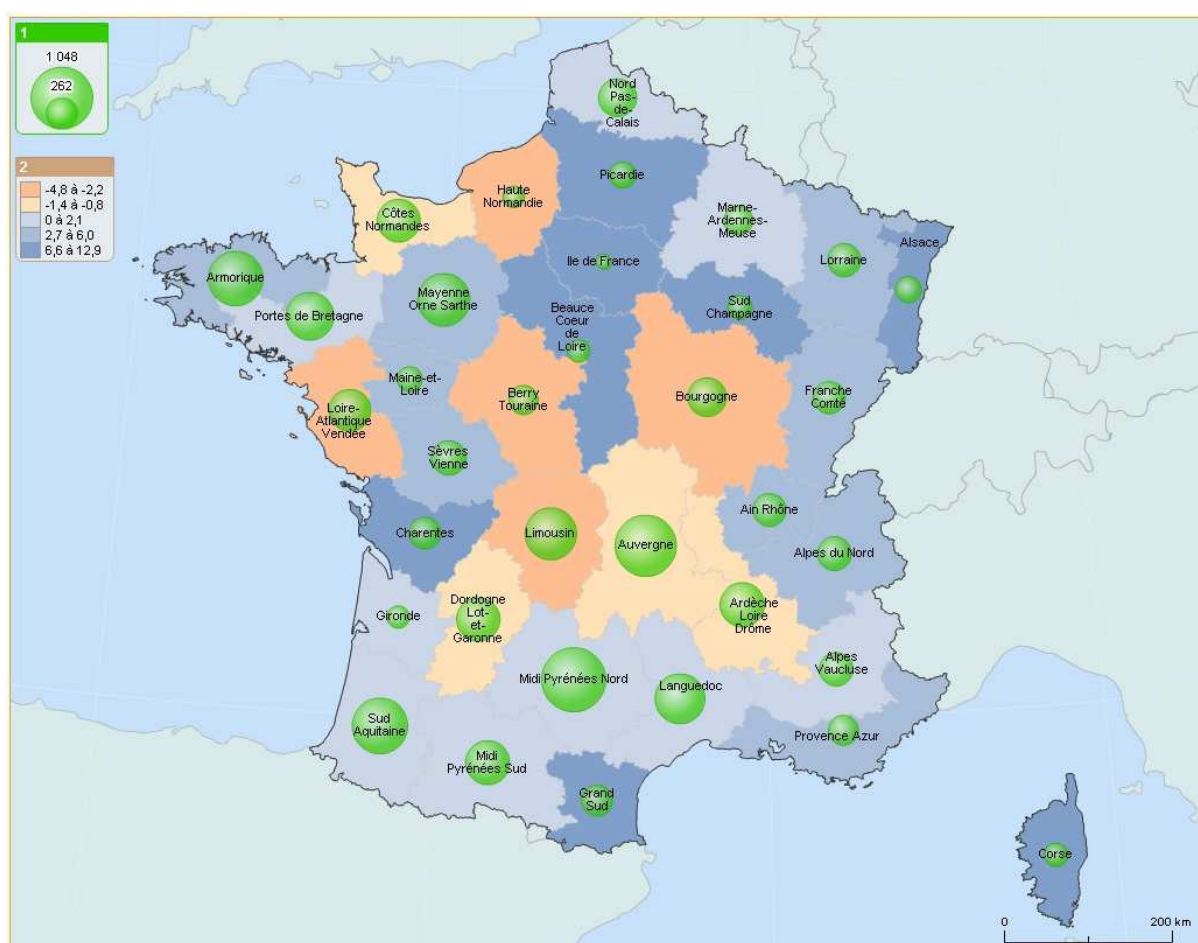 1
1 048
262
2
-4,8 à -2,2
-1,4 à -0,8
0 à 2,1
2,7 à 6,0
6,6 à 12,9
Nord
Pas-
de-
Calais
Picardie
Haute
Normandie
Côtes
Normandes
Marne-
Ardennes-
Meuse
Alsace
Lorraine
Ile de France
Armorique
Portes de Bretagne
Mayenne
Orne Sarthe
Beauce
Coeur
de
Loire
Sud
Champagne
Maine-et-
Loire
Berry
Touraine
Bourgogne
Franche
Comté
Loire-
Atlantique
Vendée
Sèvres
Vienne
Charentes
Limousin
Auvergne
Ain Rhône
Alpes du Nord
Gironde
Dordogne
Lot-
et-
Garonne
Ardèche
Loire
Drôme
Alpes
Vaucluse
Midi Pyrénées Nord
Languedoc
Sud
Aquitaine
Midi
Pyrénées Sud
Provence Azur
Grand
Sud
Corse
0 200 km